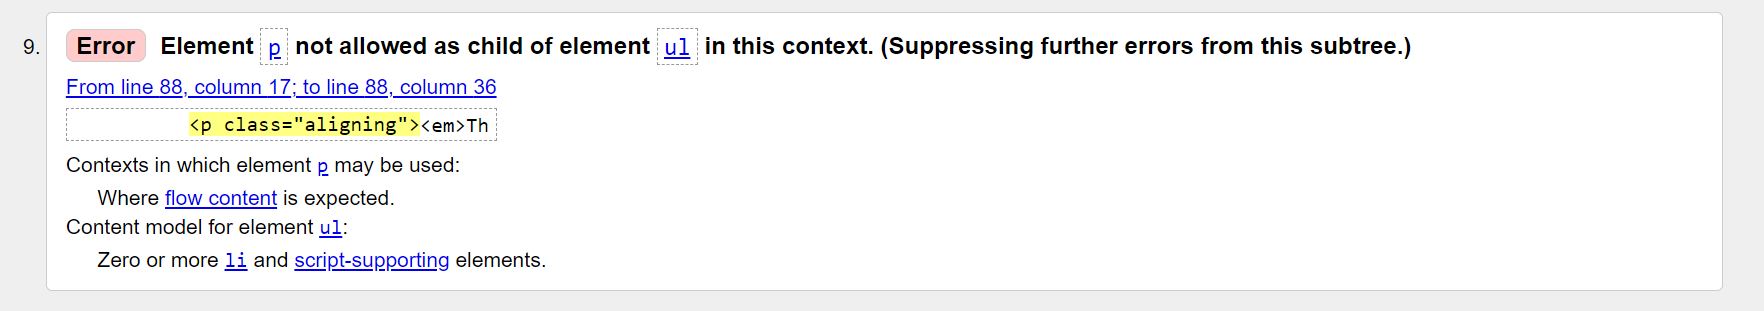 9. Error Element p not allowed as child of element ul in this context. (Suppressing further errors from this subtree.)
From line 88, column 17; to line 88, column 36
<p class="aligning"><em>Th
Contexts in which element p may be used:
Where flow content is expected.
Content model for element ul:
Zero or more li and script-supporting elements.